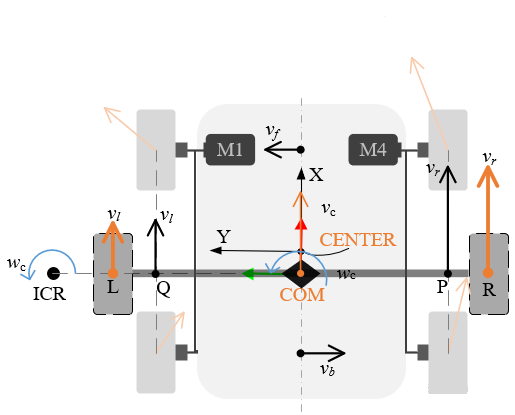 v_f
M1
M4
v_r
v_r
X
v_c
v_l
v_l
Y
CENTER
w_c
w_c
ICR
L
Q
COM
P
R
v_b